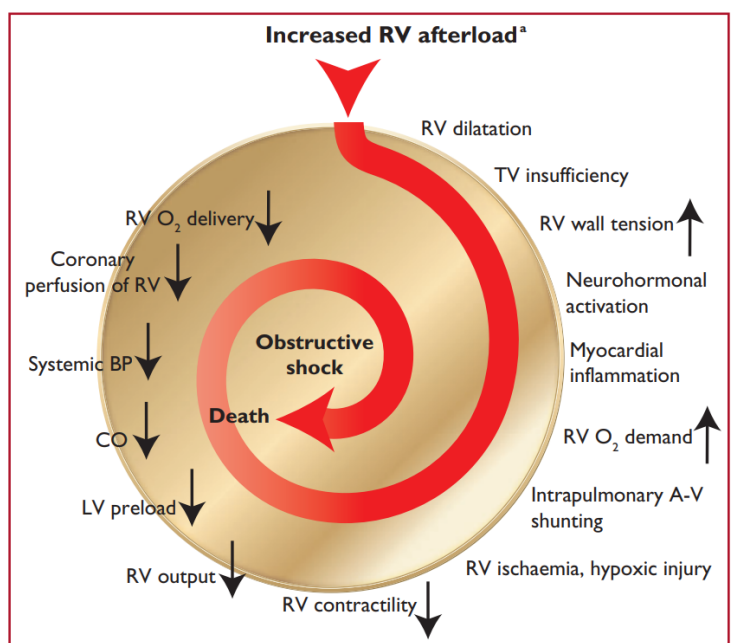 Increased RV afterloadᵃ
RV dilatation
TV insufficiency
RV wall tension
Neurohormonal
activation
Myocardial
inflammation
RV O₂ demand
Intrapulmonary A-V
shunting
RV ischaemia, hypoxic injury
RV contractility
RV output
LV preload
CO
Systemic BP
Coronary
perfusion of RV
RV O₂ delivery
Obstructive
shock
Death